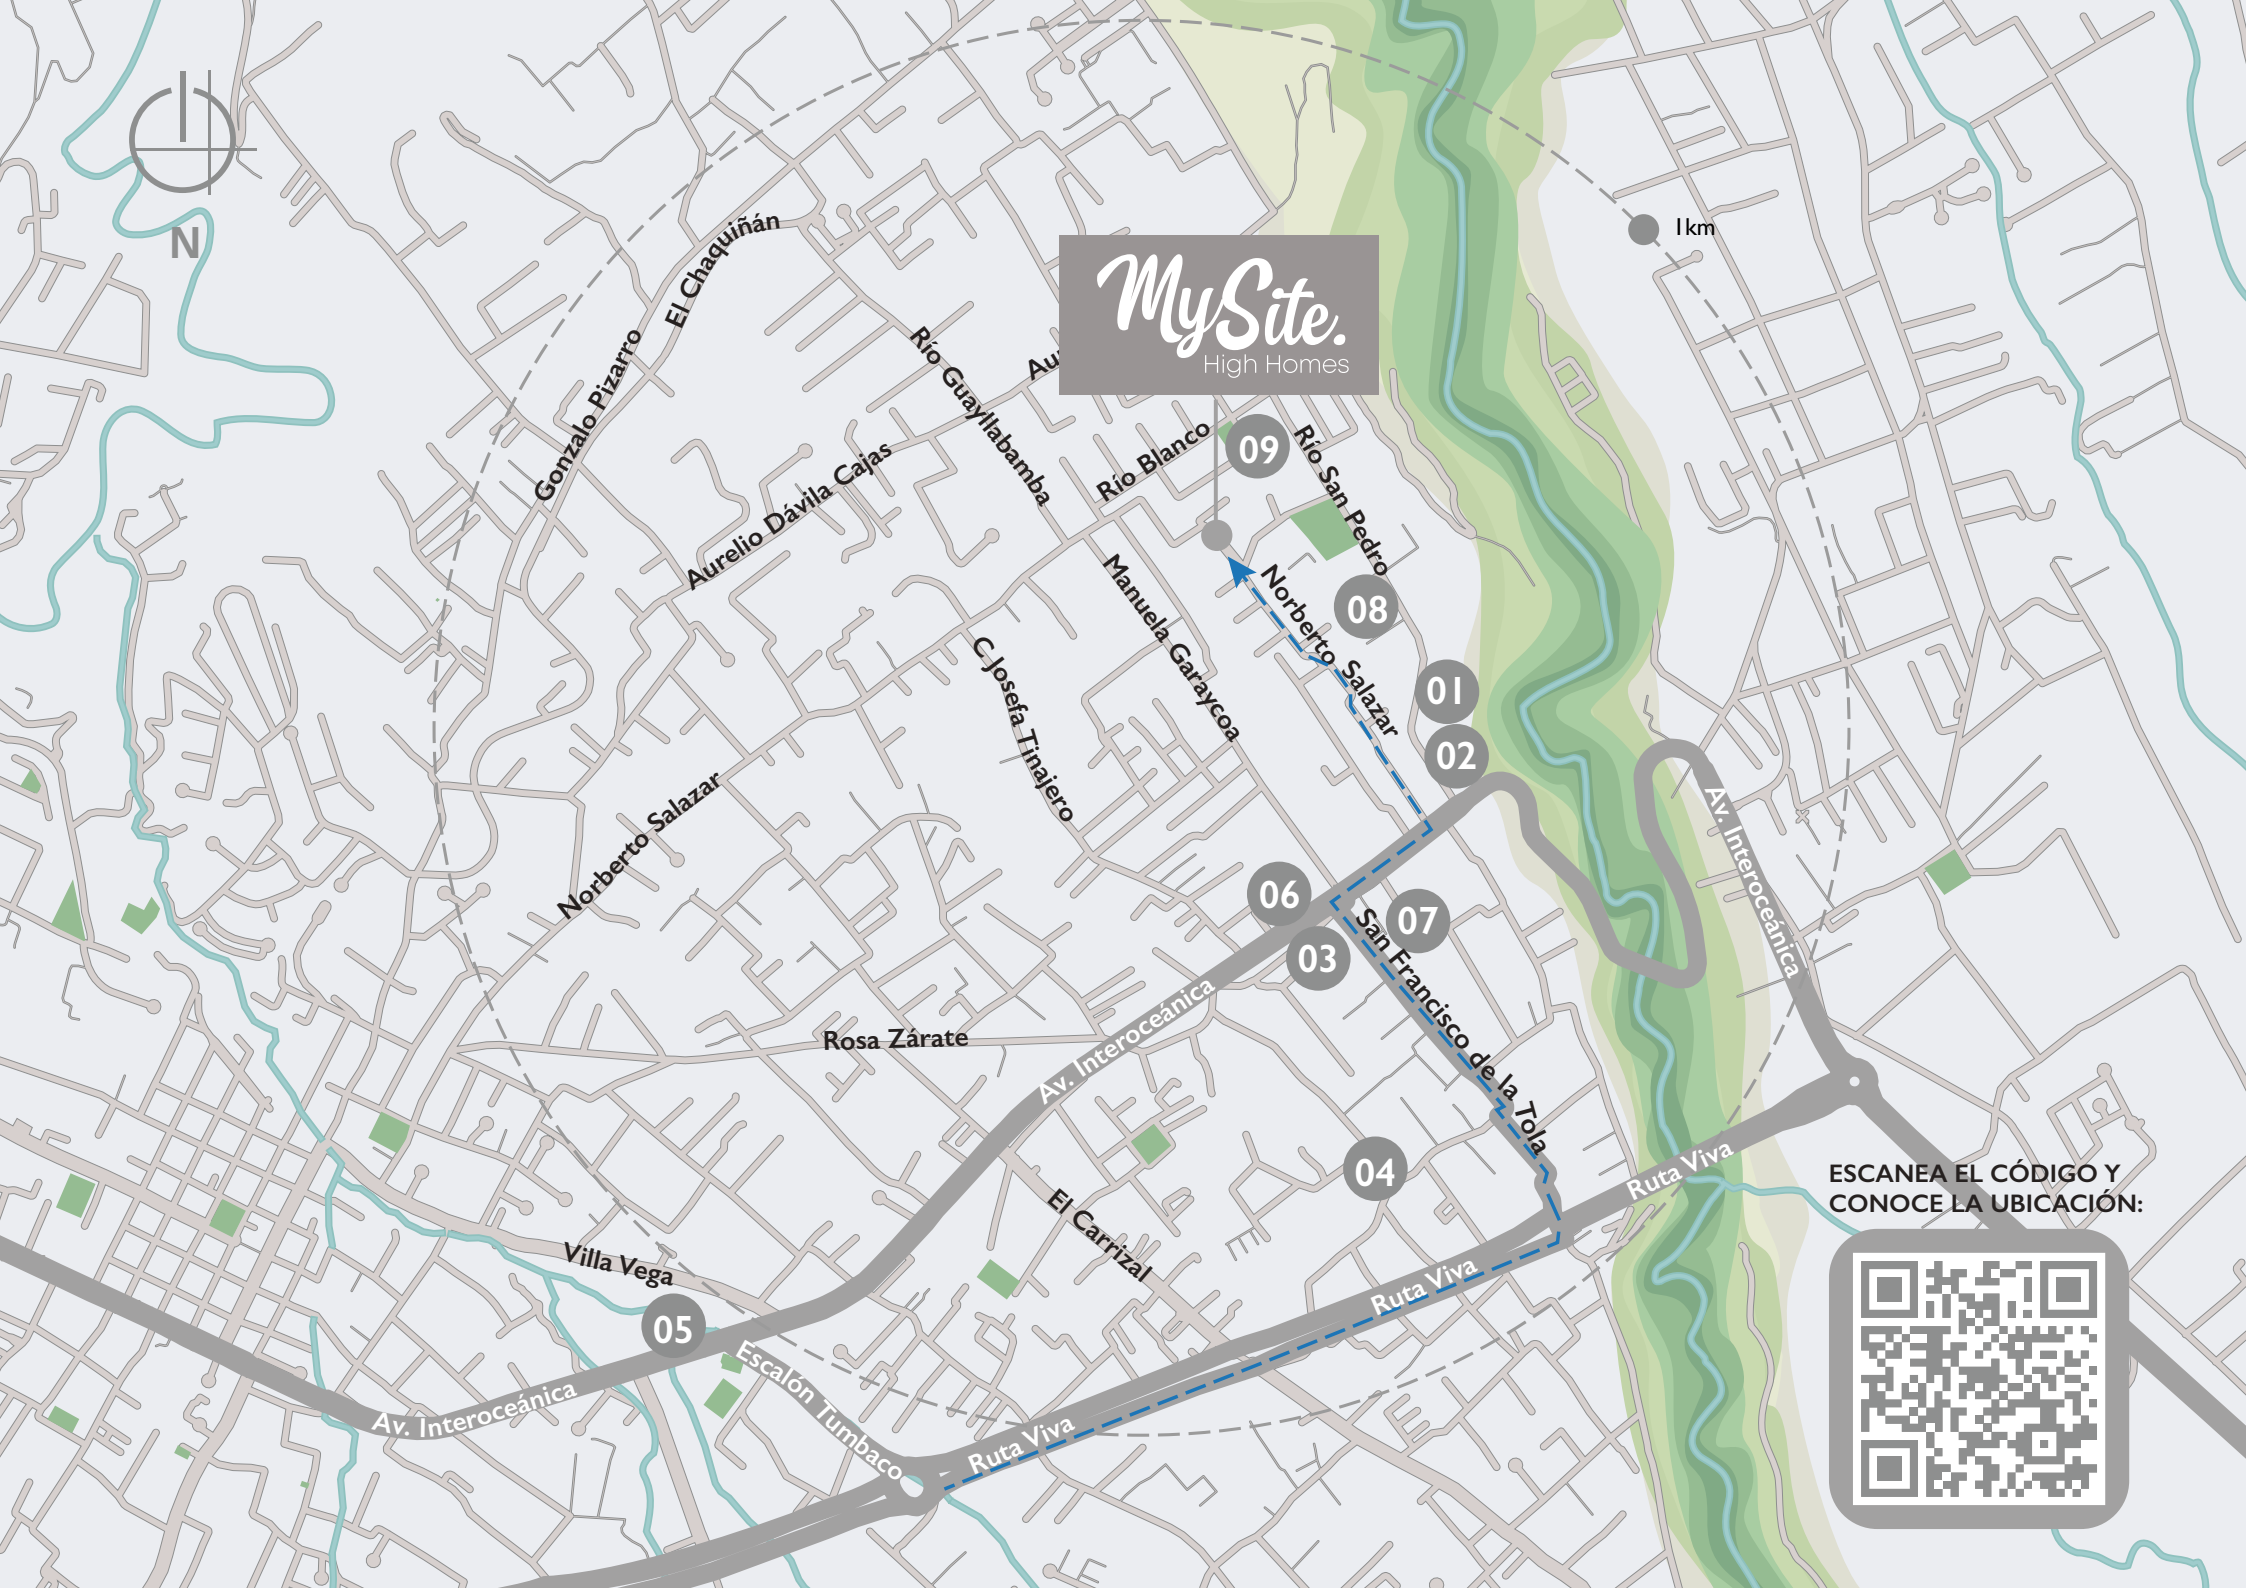 N
1km
El Chaquiñán
MySite.
High Homes
Gonzalo Pizarro
Río Guayllabamba
Au
Río Blanco
09
Río San Pedro
Aurelio Dávila Cajas
Manuela Garaycoa
Norberto Salazar
08
C Josefa Tinajero
01
02
Norberto Salazar
Av. Interoceánica
06
07
03
San Francisco de la Tola
Rosa Zárate
Av. Interoceánica
04
Ruta Viva
ESCANEA EL CÓDIGO Y
CONOCE LA UBICACIÓN:
El Carrizal
Villa Vega
05
Ruta Viva
Escalón Tumbaco
Av. Interoceánica
Ruta Viva